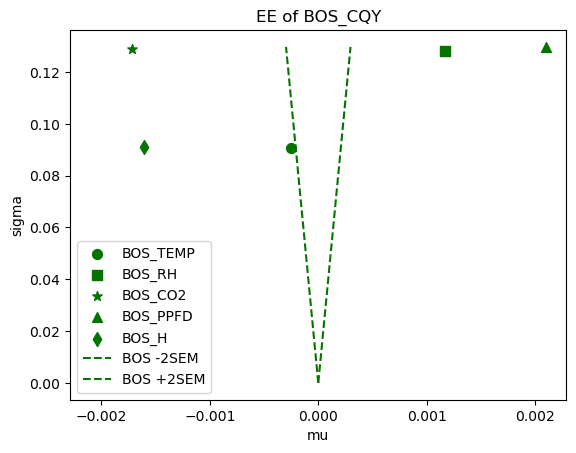 EE of BOS_CQY
sigma
0.12
0.10
0.08
0.06
0.04
0.02
0.00
BOS_TEMP
BOS_RH
BOS_CO2
BOS_PPFD
BOS_H
BOS -2SEM
BOS +2SEM
−0.002
−0.001
0.000
0.001
0.002
mu